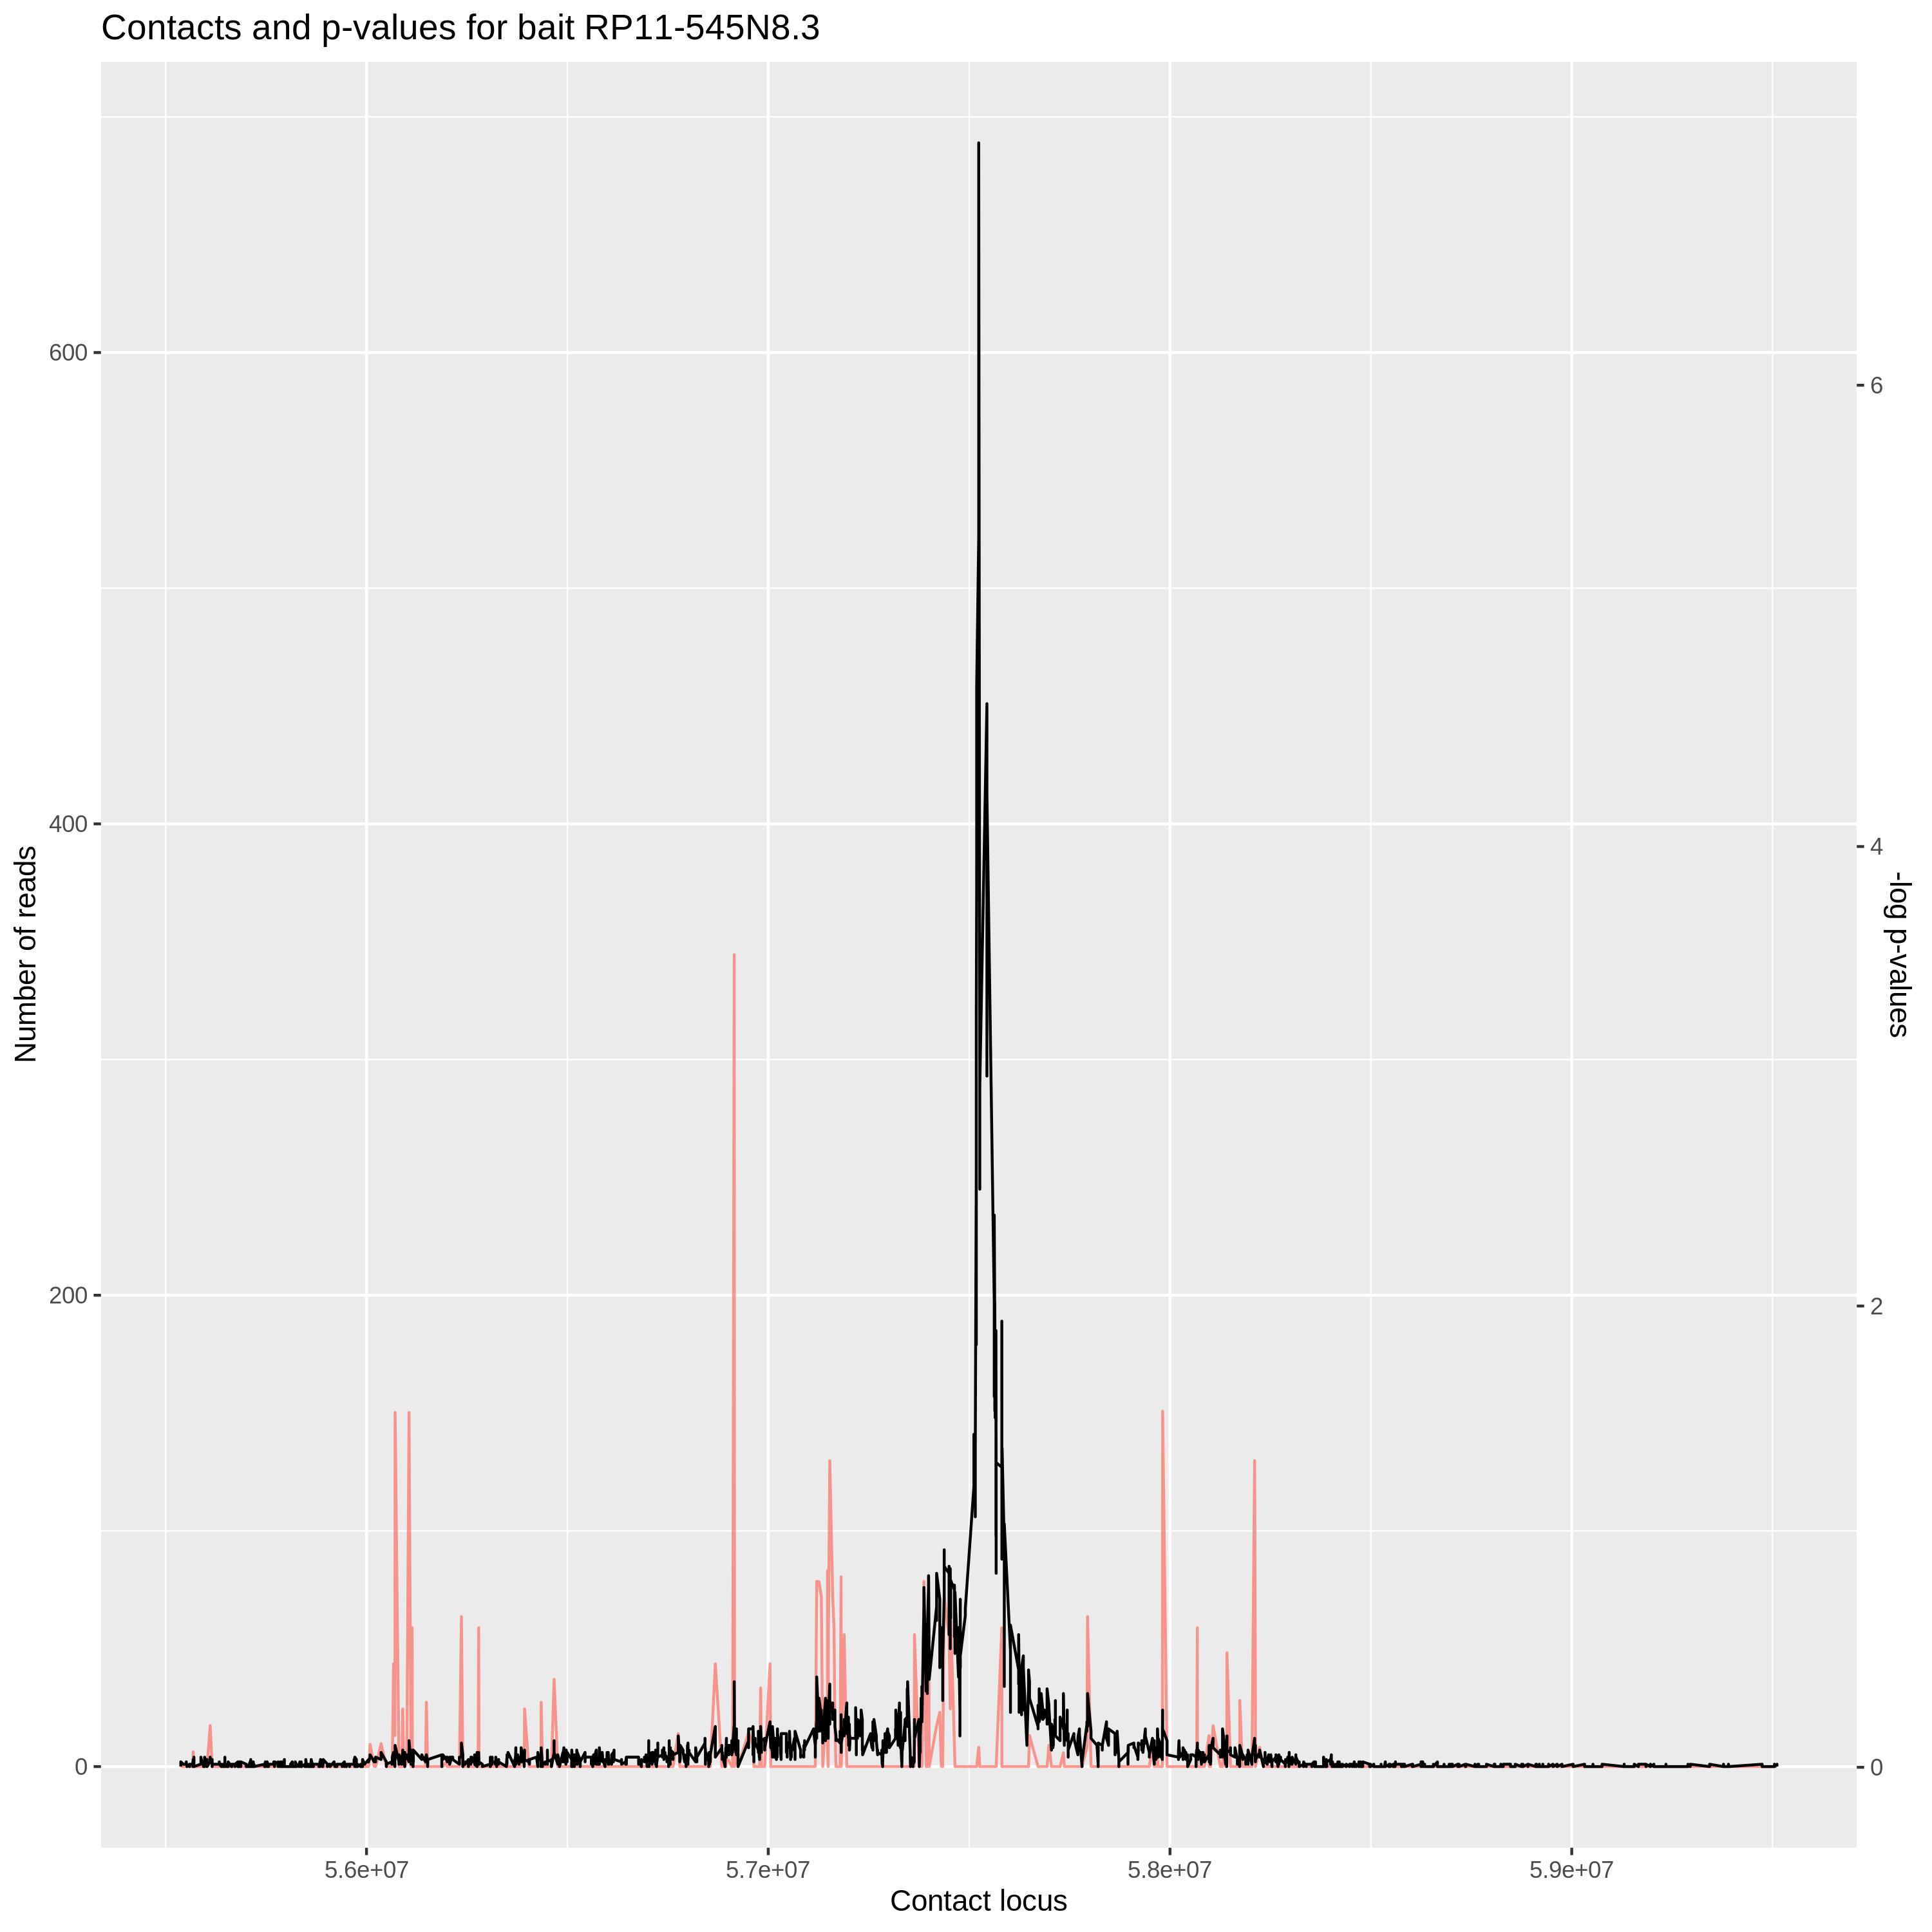 Contacts and p-values for bait RP11-545N8.3
600
400
200
0
Number of reads
6
4
2
0
-log p-values
5.6e+07
5.7e+07
5.8e+07
5.9e+07
Contact locus